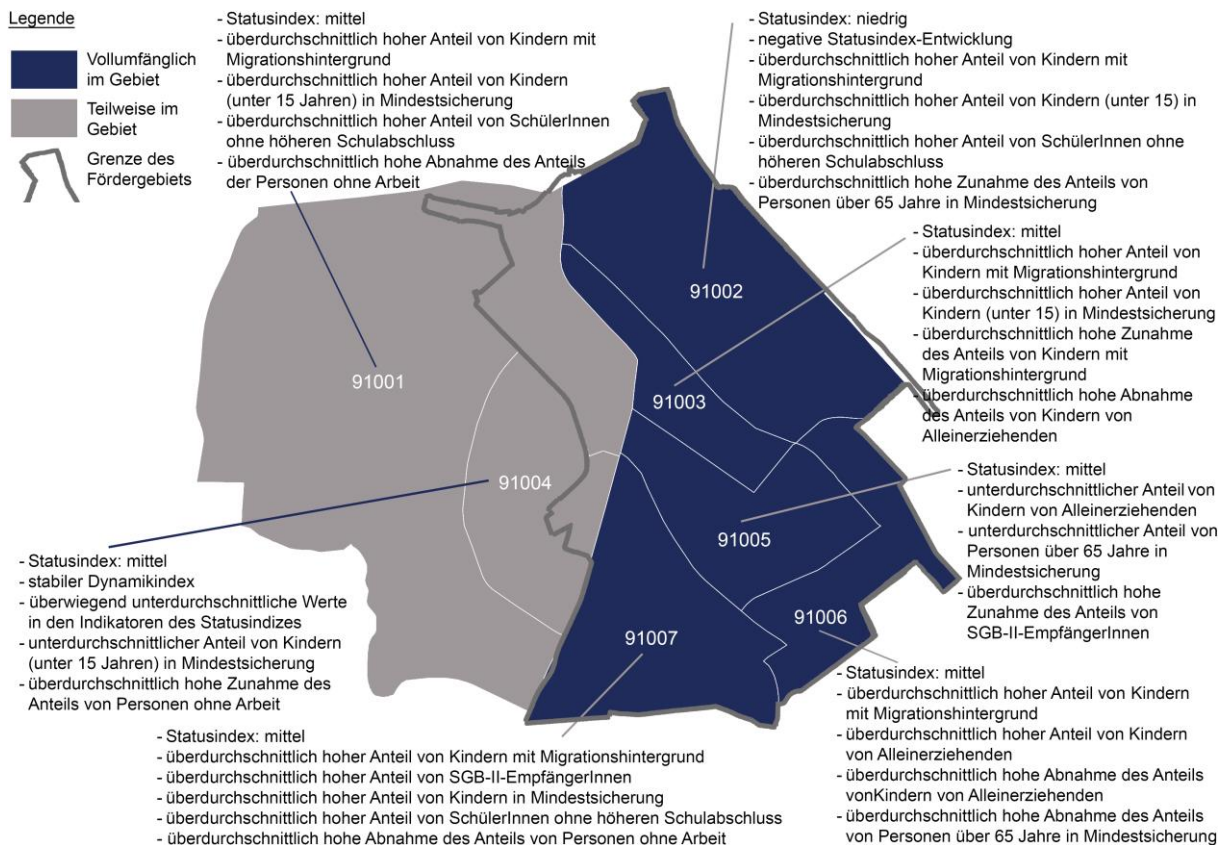 Legende
Vollumfänglich
im Gebiet
Teilweise im
Gebiet
Grenze des
Fördergebiets
- Statusindex: mittel
- überdurchschnittlich hoher Anteil von Kindern mit
Migrationshintergrund
- überdurchschnittlich hoher Anteil von Kindern
(unter 15 Jahren) in Mindestsicherung
- überdurchschnittlich hoher Anteil von SchülerInnen
ohne höheren Schulabschluss
- überdurchschnittlich hohe Abnahme des Anteils
der Personen ohne Arbeit
- Statusindex: niedrig
- negative Statusindex-Entwicklung
- überdurchschnittlich hoher Anteil von Kindern mit
Migrationshintergrund
- überdurchschnittlich hoher Anteil von Kindern (unter 15) in
Mindestsicherung
- überdurchschnittlich hoher Anteil von SchülerInnen ohne
höheren Schulabschluss
- überdurchschnittlich hohe Zunahme des Anteils von
Personen über 65 Jahre in Mindestsicherung
- Statusindex: mittel
- überdurchschnittlich hoher Anteil von
Kindern mit Migrationshintergrund
- überdurchschnittlich hoher Anteil von
Kindern (unter 15) in Mindestsicherung
- überdurchschnittlich hohe Zunahme
des Anteils von Kindern mit
Migrationshintergrund
- überdurchschnittlich hohe Abnahme
des Anteils von Kindern von
Alleinerziehenden
91002
91001
91003
91004
91005
91006
91007
- Statusindex: mittel
- unterdurchschnittlicher Anteil von
Kindern von Alleinerziehenden
- unterdurchschnittlicher Anteil von
Personen über 65 Jahre in
Mindestsicherung
- überdurchschnittlich hohe
Zunahme des Anteils von
SGB-II-EmpfängerInnen
- Statusindex: mittel
- stabiler Dynamikindex
- überwiegend unterdurchschnittliche Werte
in den Indikatoren des Statusindizes
- unterdurchschnittlicher Anteil von Kindern
(unter 15 Jahren) in Mindestsicherung
- überdurchschnittlich hohe Zunahme des
Anteils von Personen ohne Arbeit
- Statusindex: mittel
- überdurchschnittlich hoher Anteil von Kindern
mit Migrationshintergrund
- überdurchschnittlich hoher Anteil von Kindern
von Alleinerziehenden
- überdurchschnittlich hohe Abnahme des Anteils
vonKindern von Alleinerziehenden
- überdurchschnittlich hohe Abnahme des Anteils
von Personen über 65 Jahre in Mindestsicherung
- Statusindex: mittel
- überdurchschnittlich hoher Anteil von Kindern mit Migrationshintergrund
- überdurchschnittlich hoher Anteil von SGB-II-EmpfängerInnen
- überdurchschnittlich hoher Anteil von Kindern in Mindestsicherung
- überdurchschnittlich hoher Anteil von SchülerInnen ohne höheren Schulabschluss
- überdurchschnittlich hohe Abnahme des Anteils von Personen ohne Arbeit